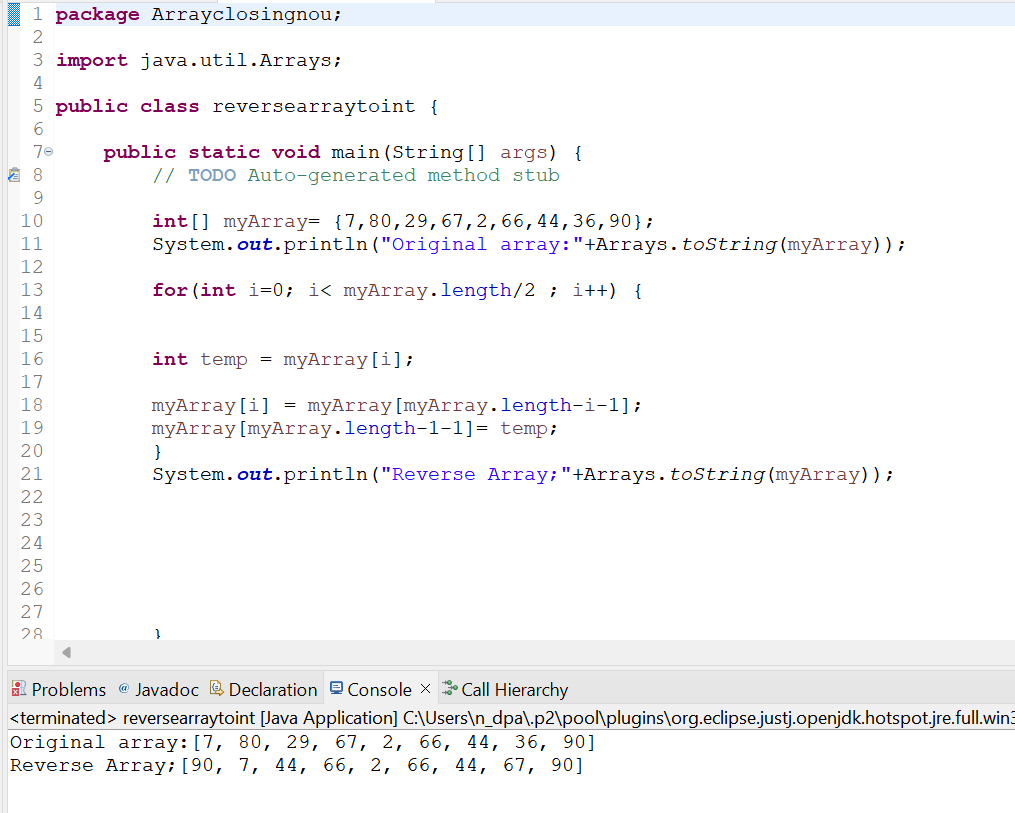 1 package Arrayclosingnou;
2
3 import java.util.Arrays;
4
5 public class reversearraytoint {
6
7 public static void main(String[] args) {
8 // TODO Auto-generated method stub
9
10 int[] myArray= {7,80,29,67,2,66,44,36,90};
11 System.out.println("Original array:"+Arrays.toString(myArray));
12
13 for(int i=0; i< myArray.length/2 ; i++) {
14
15
16 int temp = myArray[i];
17
18 myArray[i] = myArray[myArray.length-i-1];
19 myArray[myArray.length-1-1]= temp;
20 }
21 System.out.println("Reverse Array;"+Arrays.toString(myArray));
22
23
24
25
26
27
28 }
Problems @ Javadoc Declaration Console × Call Hierarchy
<terminated> reversearraytoint [Java Application] C:\Users\n_dpa\.p2\pool\plugins\org.eclipse.justj.openjdk.hotspot.jre.full.win3
Original array:[7, 80, 29, 67, 2, 66, 44, 36, 90]
Reverse Array;[90, 7, 44, 66, 2, 66, 44, 67, 90]